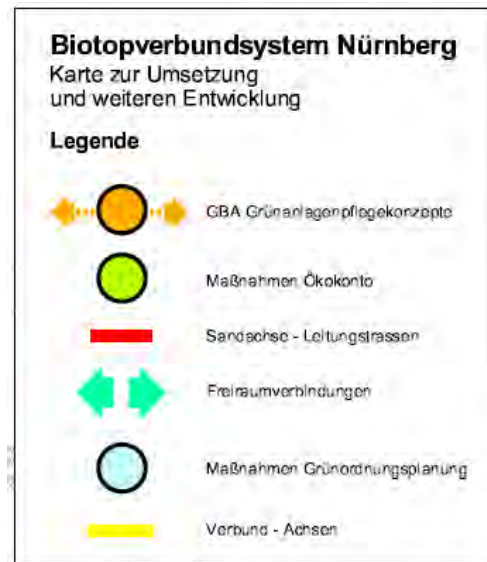 Biotopverbundsystem Nürnberg
Karte zur Umsetzung
und weiteren Entwicklung
Legende
GBA Grünanlagenpflegekonzepte
Maßnahmen Ökokonto
Sandachse - Leitungstrassen
Freiraumverbindungen
Maßnahmen Grünordnungsplanung
Verbund - Achsen